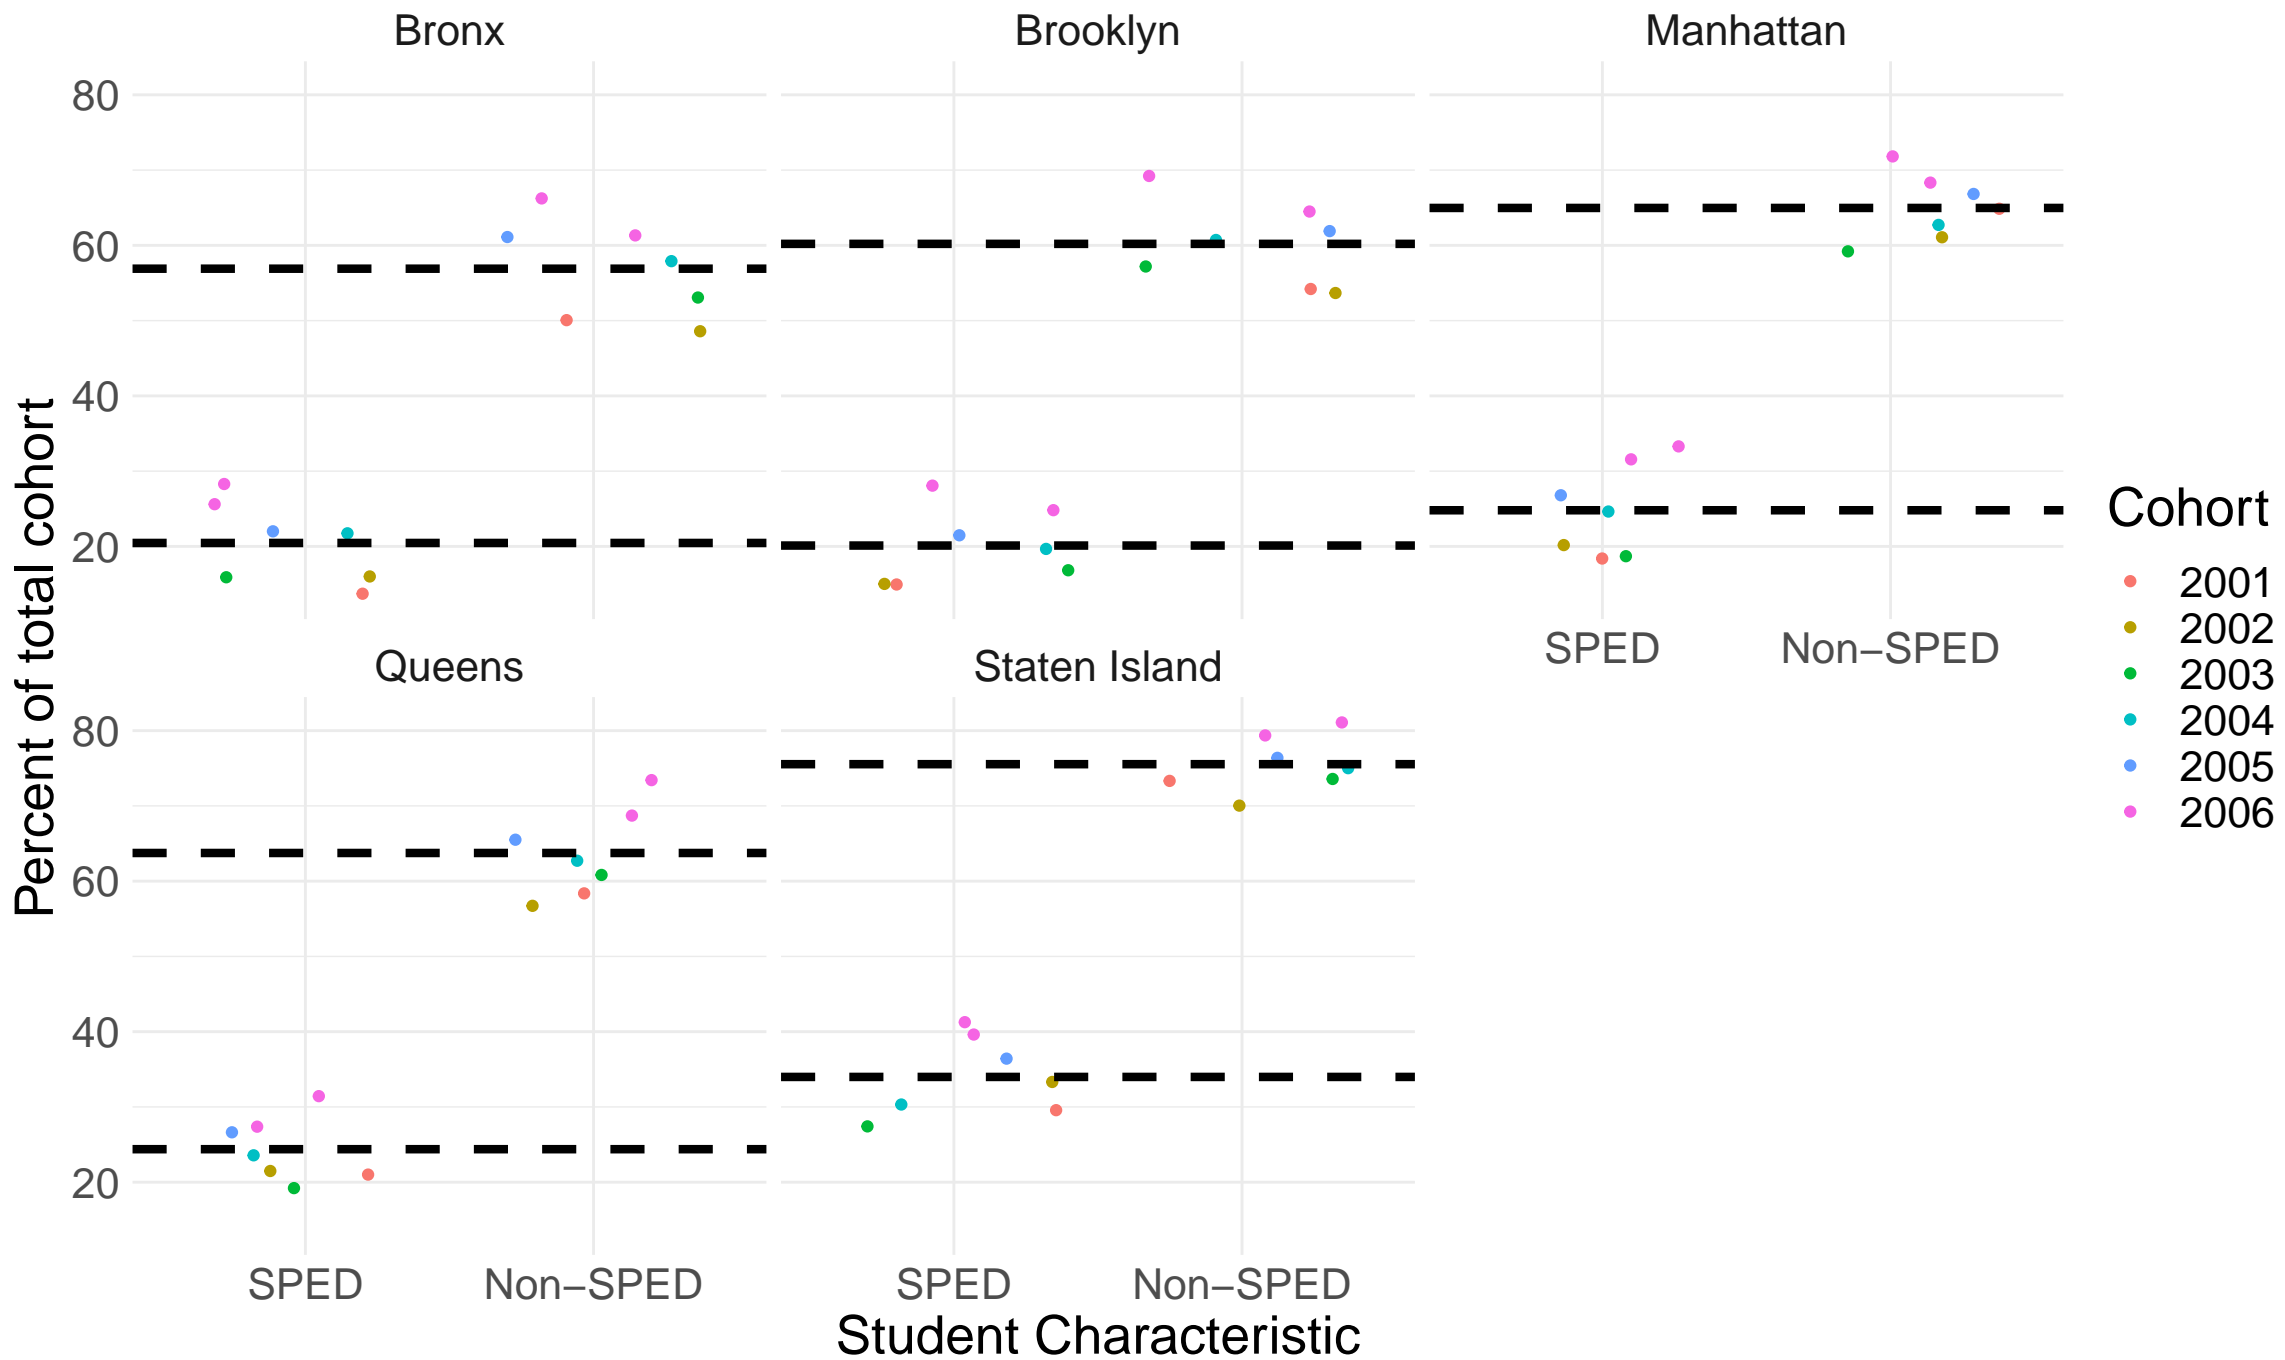 Bronx
Brooklyn
Manhattan
80
60
40
20
SPED
Non−SPED
Queens
Staten Island
80
60
40
20
SPED
Non−SPED
SPED
Non−SPED
Student Characteristic
Percent of total cohort
Cohort
2001
2002
2003
2004
2005
2006